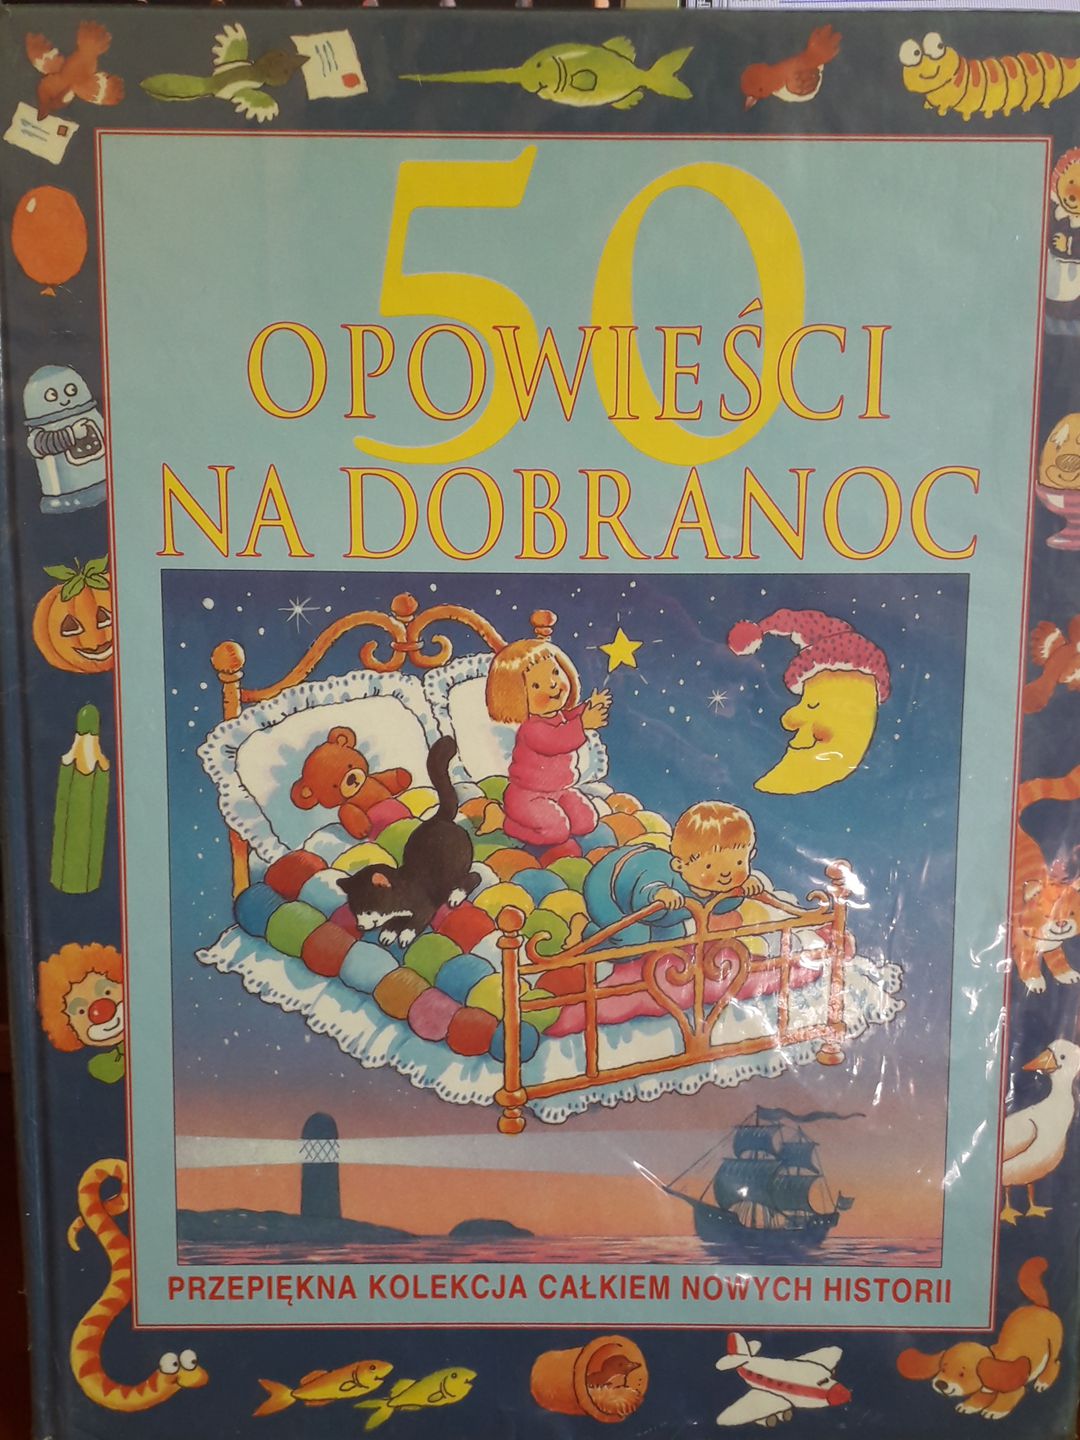 50
OPOWIEŚCI
NA DOBRANOC
PRZEPIĘKNA KOLEKCJA CAŁKIEM NOWYCH HISTORII